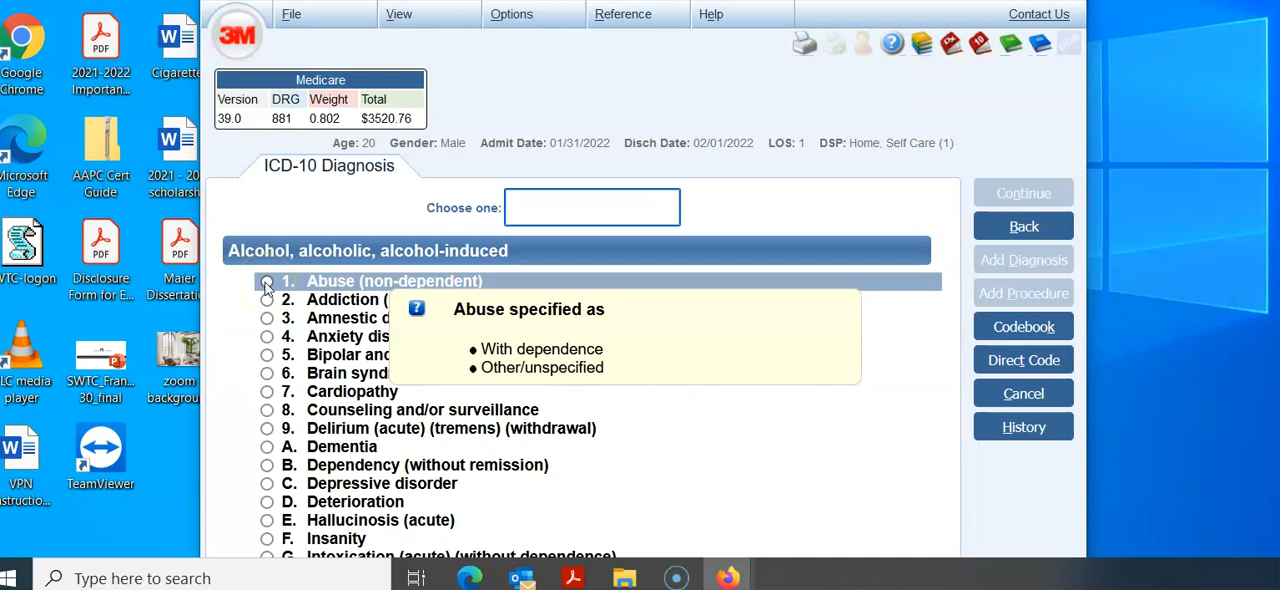 File
View
Options
Reference
Help
Contact Us
3M
Medicare
Version DRG Weight Total
39.0 881 0.802 $3520.76
Age: 20 Gender: Male Admit Date: 01/31/2022 Disch Date: 02/01/2022 LOS: 1 DSP: Home, Self Care (1)
ICD-10 Diagnosis
Choose one:
Alcohol, alcoholic, alcohol-induced
1. Abuse (non-dependent)
2. Addiction (
3. Amnestic d
4. Anxiety dis
5. Bipolar and
6. Brain synd
7. Cardiopathy
8. Counseling and/or surveillance
9. Delirium (acute) (tremens) (withdrawal)
A. Dementia
B. Dependency (without remission)
C. Depressive disorder
D. Deterioration
E. Hallucinosis (acute)
F. Insanity
G. Intoxication (acute) (without dependence)
Abuse specified as
With dependence
Other/unspecified
Continue
Back
Add Diagnosis
Add Procedure
Codebook
Direct Code
Cancel
History
Google
Chrome
2021-2022
Importan...
Cigarette
Microsoft
Edge
AAPC Cert
Guide
2021 - 20
scholarsh
WTC-logon
Disclosure
Form for E...
Maier
Dissertati
LC media
player
SWTC_Fran...
30_final
zoom
backgrou
VPN
nstructio...
TeamViewer
Type here to search